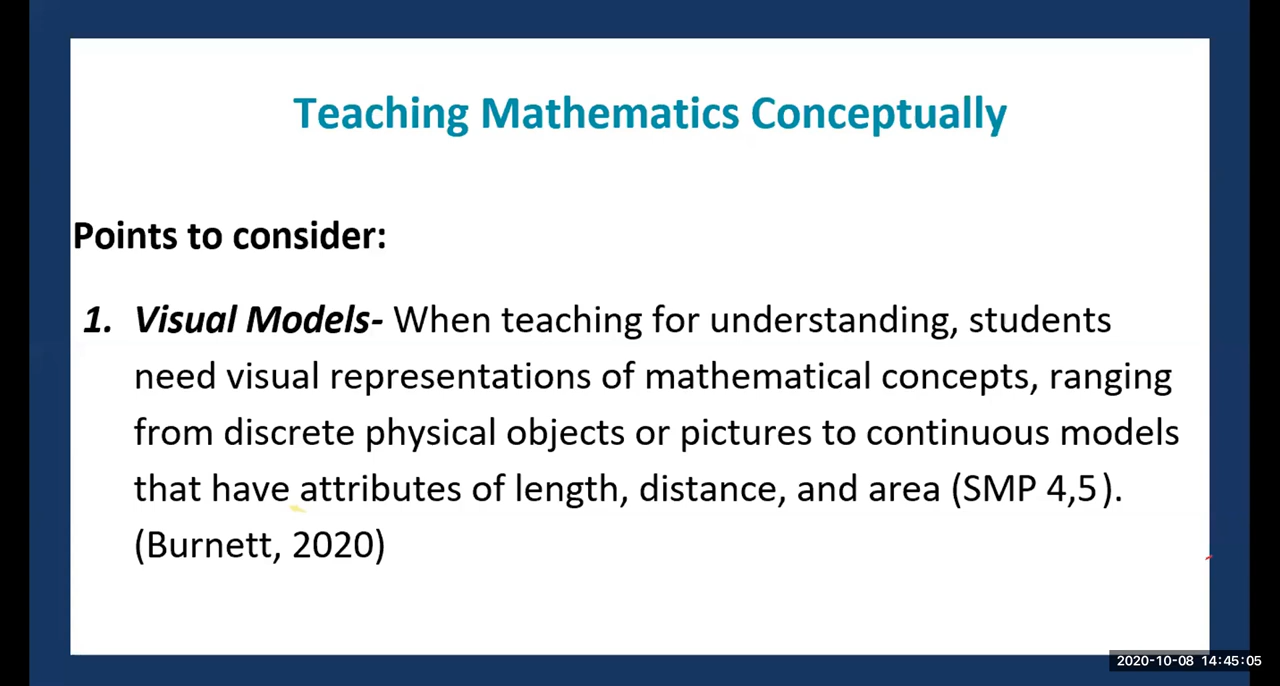 Teaching Mathematics Conceptually
Points to consider:
1. Visual Models- When teaching for understanding, students
need visual representations of mathematical concepts, ranging
from discrete physical objects or pictures to continuous models
that have attributes of length, distance, and area (SMP 4,5).
(Burnett, 2020)
2020-10-08 14:45:05